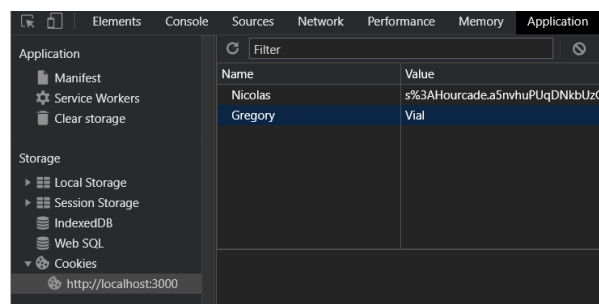 Elements Console Sources Network Performance Memory Application
Application
Manifest
Service Workers
Clear storage
Storage
Local Storage
Session Storage
IndexedDB
Web SQL
Cookies
http://localhost:3000
Filter
Name Value
Nicolas s%3AHourcade.a5nvhuPUqDNkbUz
Gregory Vial